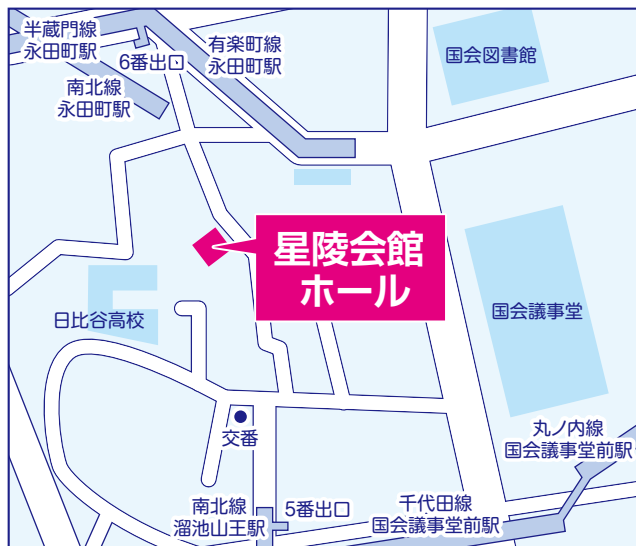 半蔵門線
永田町駅
6番出口
有楽町線
永田町駅
国会図書館
南北線
永田町駅
星陵会館
ホール
日比谷高校
国会議事堂
交番
丸ノ内線
国会議事堂前駅
南北線
溜池山王駅
5番出口
千代田線
国会議事堂前駅